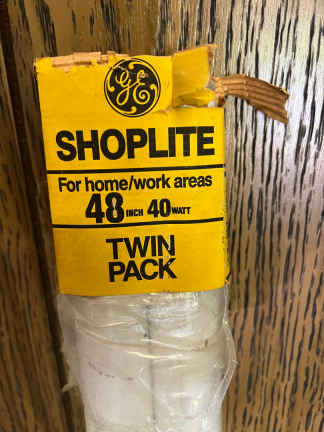 GE
SHOPLITE
For home/work areas
48 INCH 40 WATT
TWIN
PACK